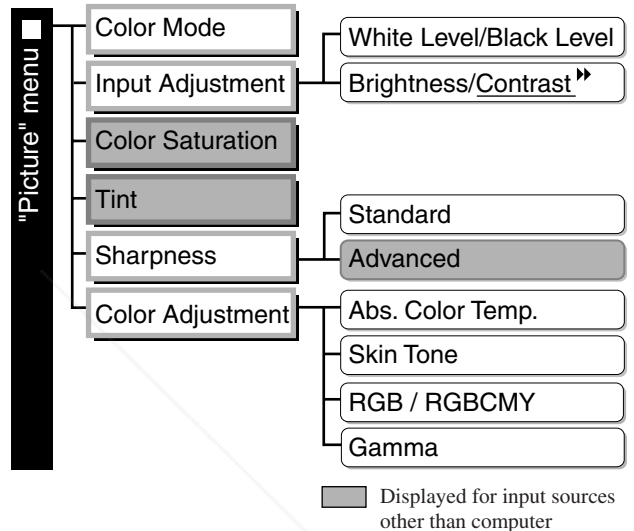 "Picture" menu
Color Mode
Input Adjustment
White Level/Black Level
Brightness/Contrast
Color Saturation
Tint
Sharpness
Standard
Advanced
Color Adjustment
Abs. Color Temp.
Skin Tone
RGB / RGBCMY
Gamma
Displayed for input sources
other than computer